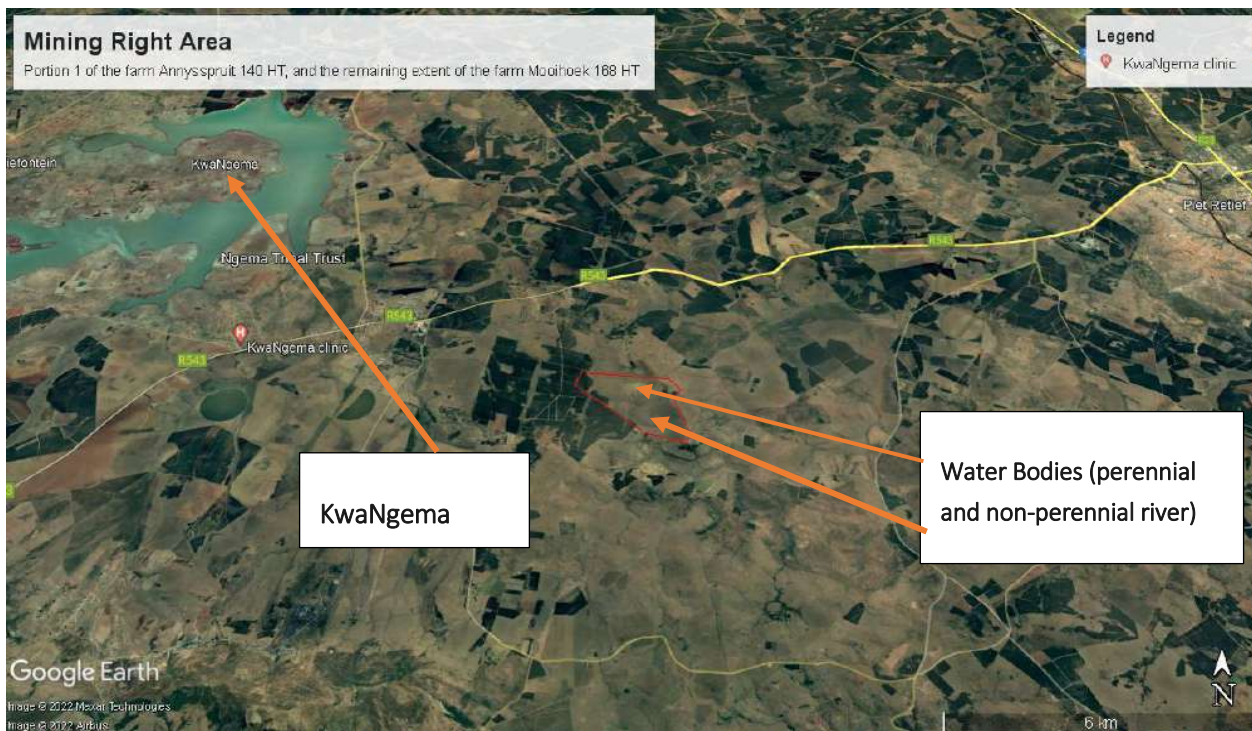 Mining Right Area
Portion 1 of the farm Annysspruit 140 HT, and the remaining extent of the farm Mooihoek 168 HT
Legend
KwaNgema clinic
KwaNgema
Piet Retief
R543
Ngema Tribal Trust
R543
R543
H
KwaNgema clinic
R543
KwaNgema
Water Bodies (perennial
and non-perennial river)
3
Google Earth
Image © 2022 Maxar Technologies
Image © 2022 Airbus
N
6 km